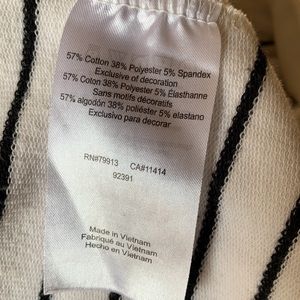 57% Cotton 38% Polyester 5% Spandex
Exclusive of decoration
57% Coton 38% Polyester 5% Élasthanne
Sans motifs décoratifs
57% algodón 38% poliéster 5% elastano
Exclusivo para decorar
RN#79913 CA#11414
92391
Made in Vietnam
Fabriqué au Vietnam
Hecho en Vietnam